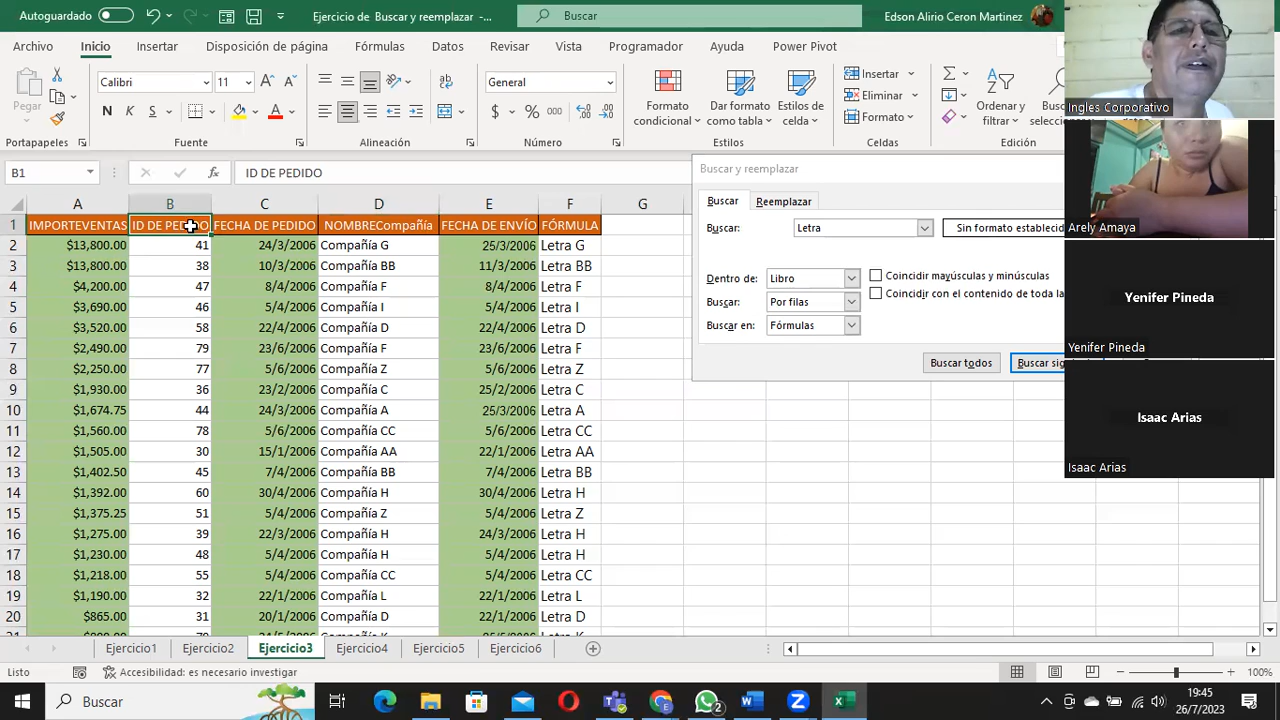 Autoguardado
Ejercicio de Buscar y reemplazar
Buscar
Edson Alirio Ceron Martinez
Archivo Inicio Insertar Disposición de página Fórmulas Datos Revisar Vista Programador Ayuda Power Pivot
Pegar
Calibri 11
N K S
General
$ % 000
Formato condicional
Dar formato como tabla
Estilos de celda
Insertar
Eliminar
Formato
Ordenar y filtrar
Portapapeles Fuente Alineación Número Estilos Celdas
B1 fx ID DE PEDIDO
A B C D E F G
1 IMPORTEVENTAS ID DE PEDIDO FECHA DE PEDIDO NOMBRECompañía FECHA DE ENVÍO FÓRMULA
2 $13,800.00 41 24/3/2006 Compañía G 25/3/2006 Letra G
3 $13,800.00 38 10/3/2006 Compañía BB 11/3/2006 Letra BB
4 $4,200.00 47 8/4/2006 Compañía F 8/4/2006 Letra F
5 $3,690.00 46 5/4/2006 Compañía I 5/4/2006 Letra I
6 $3,520.00 58 22/4/2006 Compañía D 22/4/2006 Letra D
7 $2,490.00 79 23/6/2006 Compañía F 23/6/2006 Letra F
8 $2,250.00 77 5/6/2006 Compañía Z 5/6/2006 Letra Z
9 $1,930.00 36 23/2/2006 Compañía C 25/2/2006 Letra C
10 $1,674.75 44 24/3/2006 Compañía A 25/3/2006 Letra A
11 $1,560.00 78 5/6/2006 Compañía CC 5/6/2006 Letra CC
12 $1,505.00 30 15/1/2006 Compañía AA 22/1/2006 Letra AA
13 $1,402.50 45 7/4/2006 Compañía BB 7/4/2006 Letra BB
14 $1,392.00 60 30/4/2006 Compañía H 30/4/2006 Letra H
15 $1,375.25 51 5/4/2006 Compañía Z 5/4/2006 Letra Z
16 $1,275.00 39 22/3/2006 Compañía H 24/3/2006 Letra H
17 $1,230.00 48 5/4/2006 Compañía H 5/4/2006 Letra H
18 $1,218.00 55 5/4/2006 Compañía CC 5/4/2006 Letra CC
19 $1,190.00 32 22/1/2006 Compañía L 22/1/2006 Letra L
20 $865.00 31 20/1/2006 Compañía D 22/1/2006 Letra D
Buscar y reemplazar
Buscar Reemplazar
Buscar: Letra Sin formato establecid
Dentro de: Libro Coincidir mayúsculas y minúsculas
Buscar: Por filas Coincidir con el contenido de toda la
Buscar en: Fórmulas
Buscar todos Buscar sig
Ingles Corporativo
Arely Amaya
Yenifer Pineda
Yenifer Pineda
Isaac Arias
Isaac Arias
Ejercicio1 Ejercicio2 Ejercicio3 Ejercicio4 Ejercicio5 Ejercicio6
Listo Accesibilidad: es necesario investigar 100%
Buscar
2
19:45
26/7/2023